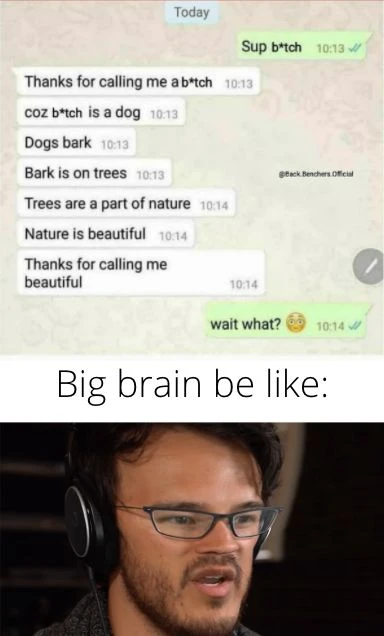 Today
Sup b*tch 10:13
Thanks for calling me a b*tch 10:13
coz b*tch is a dog 10:13
Dogs bark 10:13
Bark is on trees 10:13
@Back.Benchers.Official
Trees are a part of nature 10:14
Nature is beautiful 10:14
Thanks for calling me
beautiful 10:14
wait what? 😳 10:14
Big brain be like: